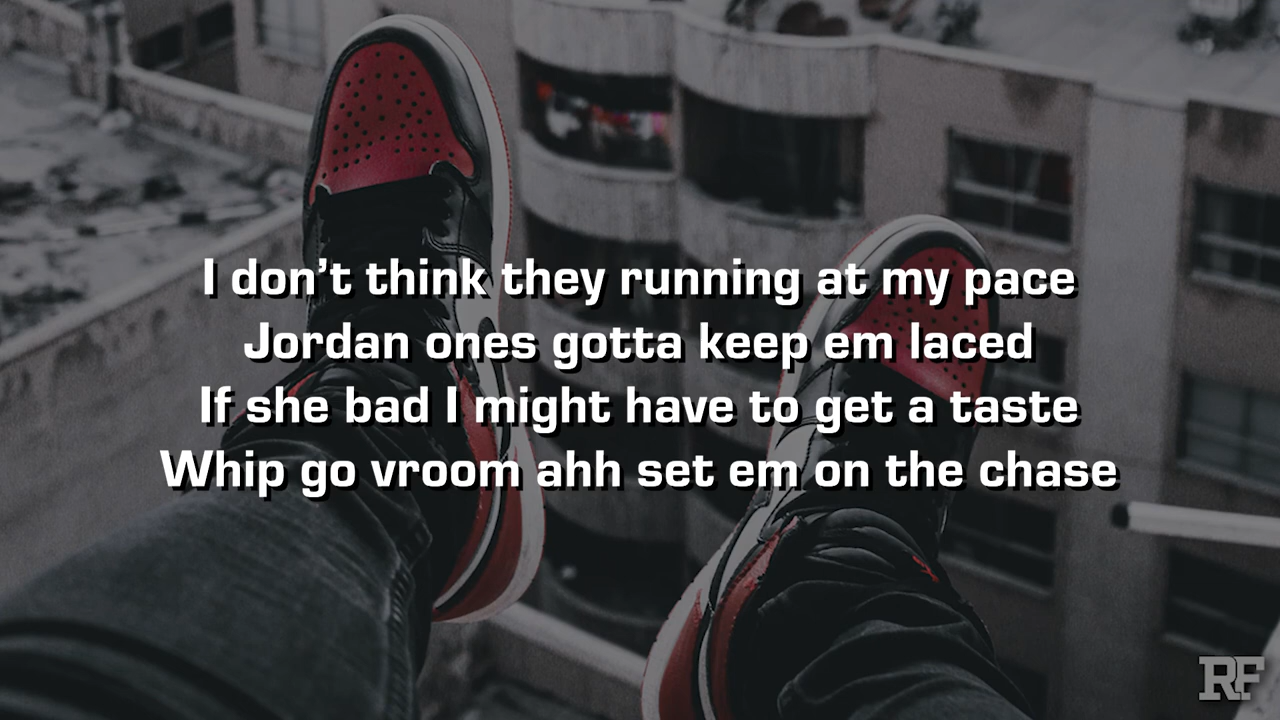 I don’t think they running at my pace
Jordan ones gotta keep em laced
If she bad I might have to get a taste
Whip go vroom ahh set em on the chase
RF